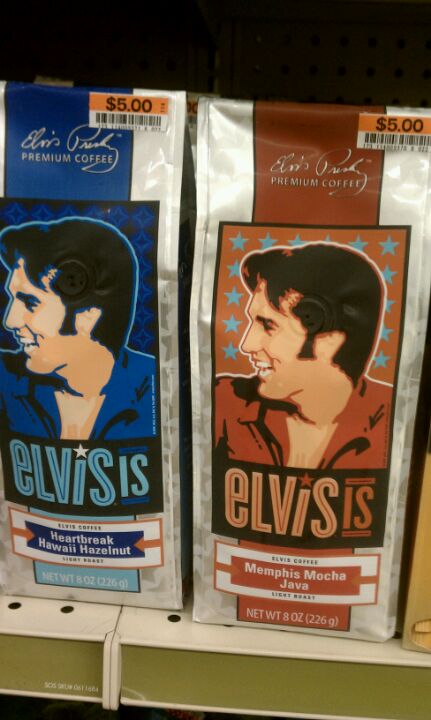 $5.00
Elvis Presley
PREMIUM COFFEE
ELVIS IS
ELVIS COFFEE
Heartbreak
Hawaii Hazelnut
LIGHT ROAST
NET WT 8 OZ (226 g)
$5.00
Elvis Presley
PREMIUM COFFEE
ELVIS IS
ELVIS COFFEE
Memphis Mocha
Java
LIGHT ROAST
NET WT 8 OZ (226 g)